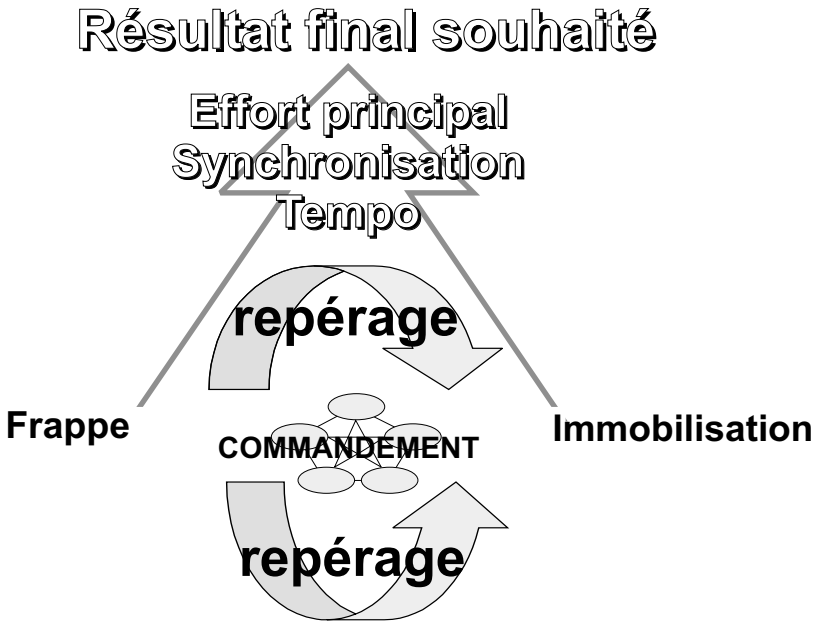 Résultat final souhaité
Effort principal
Synchronisation
Tempo
repérage
Frappe
COMMANDEMENT
Immobilisation
repérage